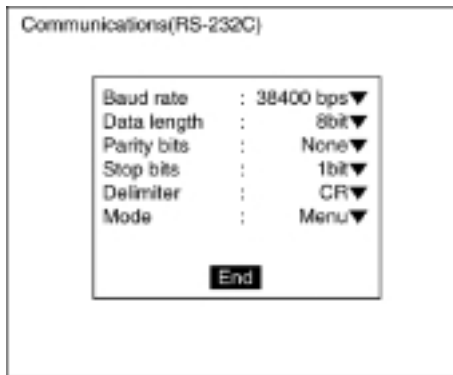 Communications(RS-232C)
Baud rate : 38400 bps▼
Data length : 8bit▼
Parity bits : None▼
Stop bits : 1bit▼
Delimiter : CR▼
Mode : Menu▼
End